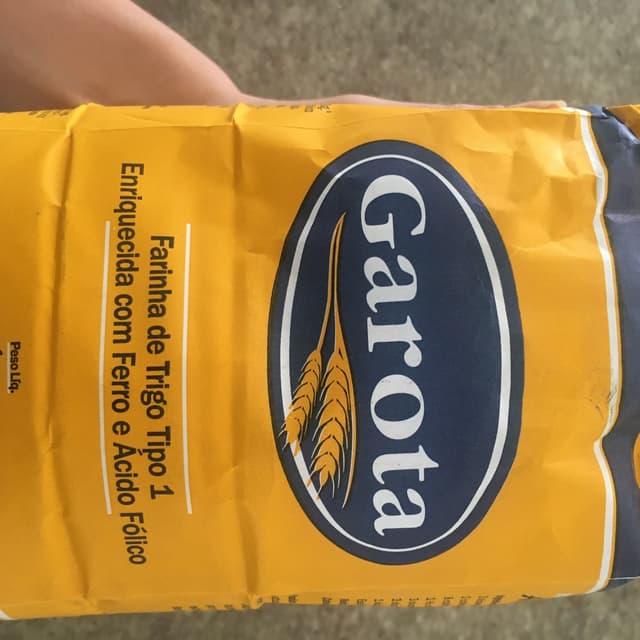 Garota
Farinha de Trigo Tipo 1
Enriquecida com Ferro e Ácido Fólico
Peso Líq.